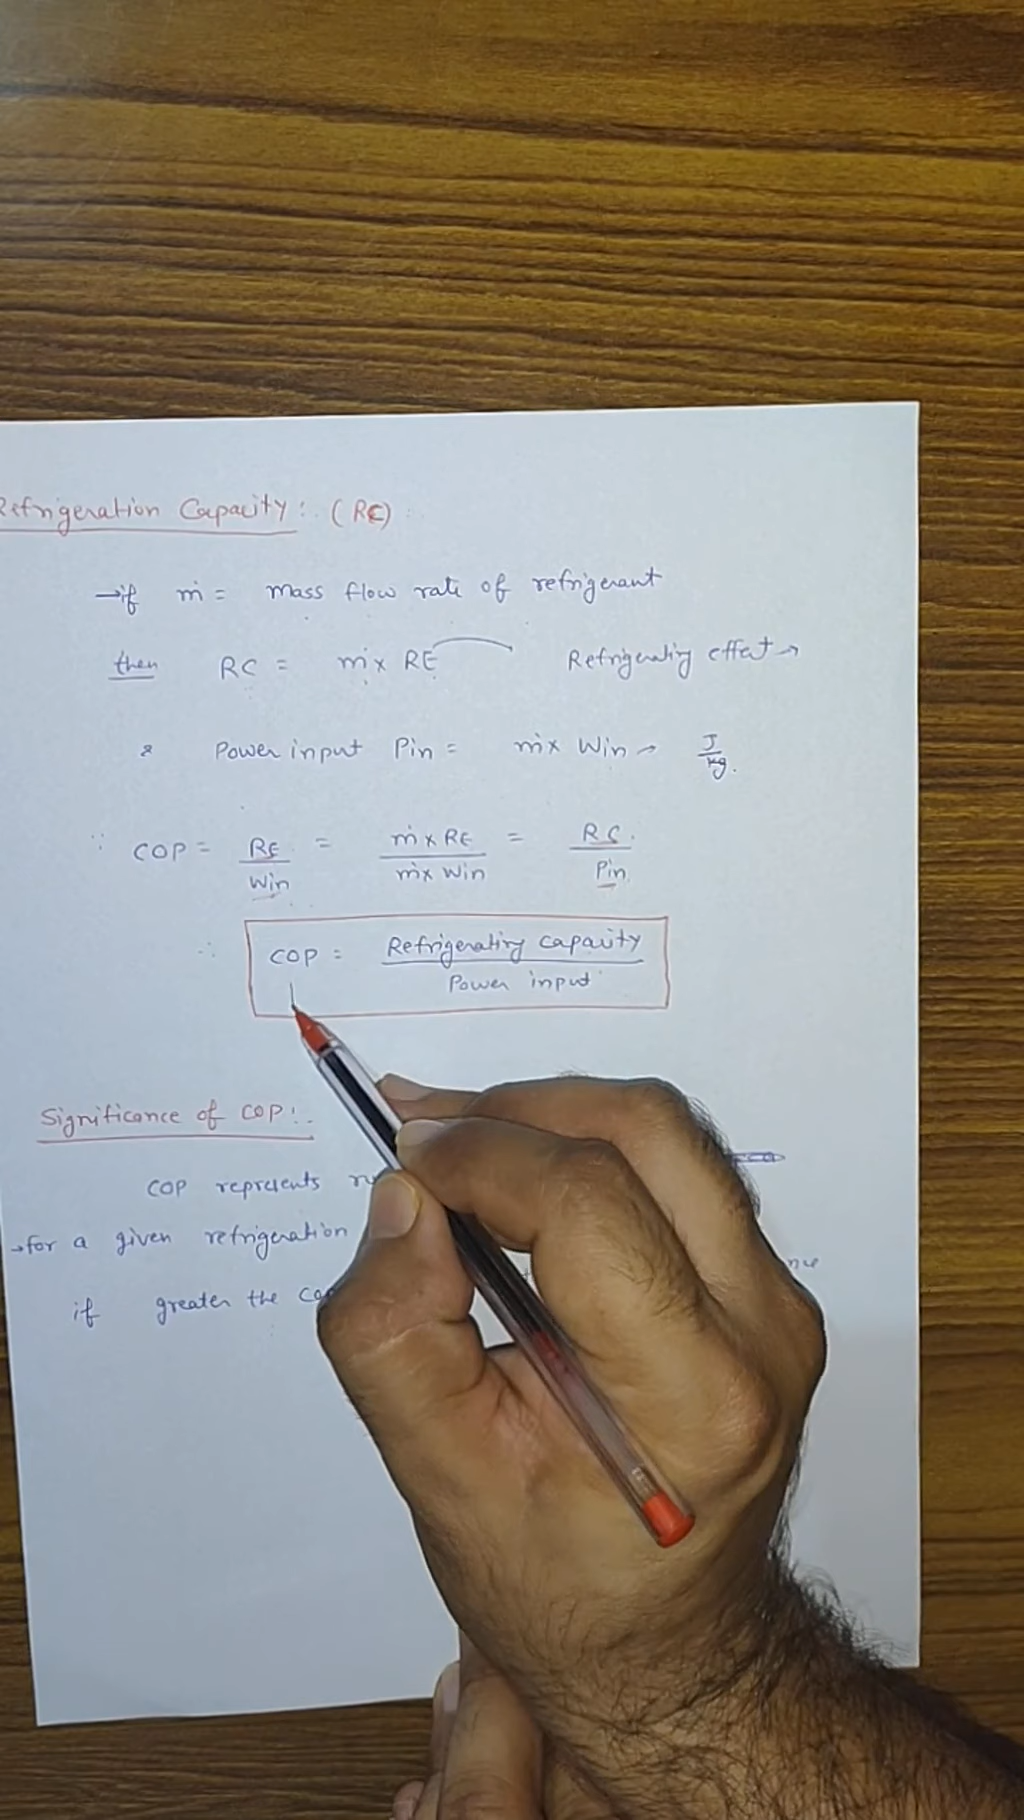 Refrigeration Capacity:. (RC)
→if ṁ = mass flow rate of refrigerant
then RC = ṁ x RE Refrigerating effect →
& Power input Pin = ṁ x Win → J/kg.
∵ COP = RE/Win = ṁ x RE/ṁ x Win = RC/Pin
∴ COP = Refrigerating Capacity/Power input
Significance of COP:.
COP represents
→for a given refrigeration
if greater the